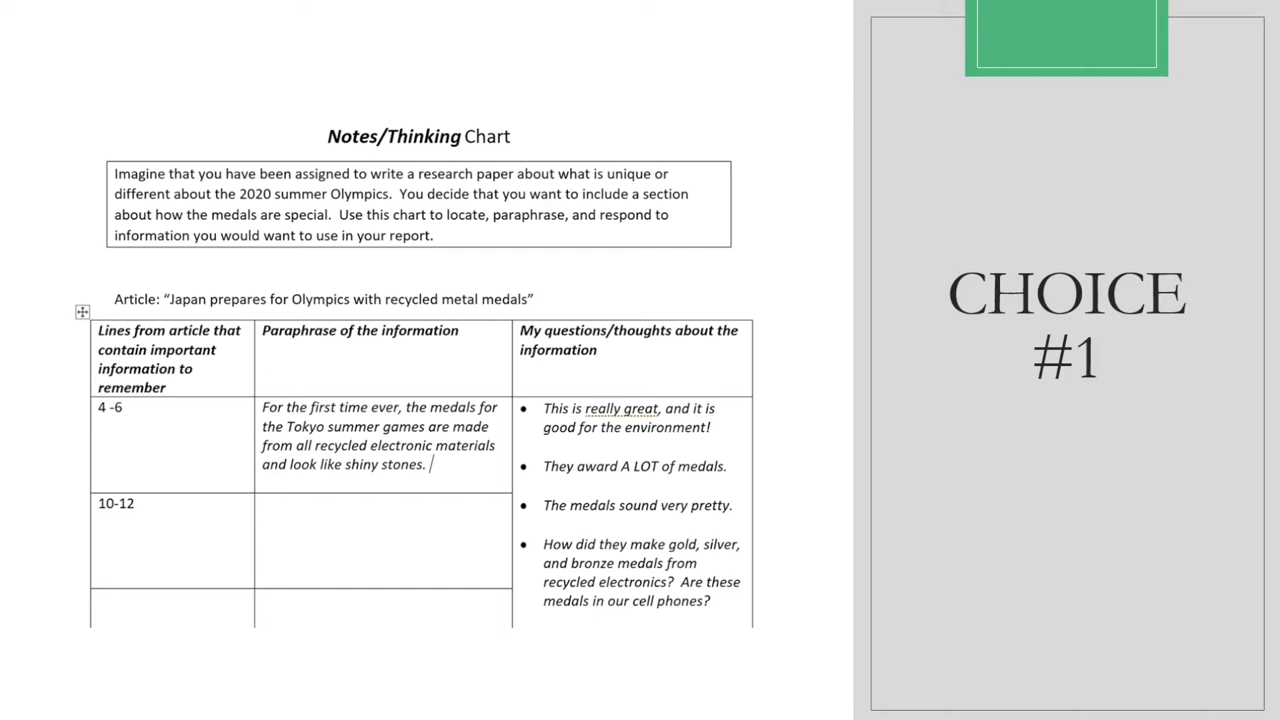 Notes/Thinking Chart
Imagine that you have been assigned to write a research paper about what is unique or
different about the 2020 summer Olympics.  You decide that you want to include a section
about how the medals are special.  Use this chart to locate, paraphrase, and respond to
information you would want to use in your report.
Article: “Japan prepares for Olympics with recycled metal medals”
Lines from article that
contain important
information to
remember
Paraphrase of the information
My questions/thoughts about the
information
4 -6
For the first time ever, the medals for
the Tokyo summer games are made
from all recycled electronic materials
and look like shiny stones.
• This is really great, and it is
good for the environment!
• They award A LOT of medals.
• The medals sound very pretty.
• How did they make gold, silver,
and bronze medals from
recycled electronics?  Are these
medals in our cell phones?
10-12
CHOICE
#1